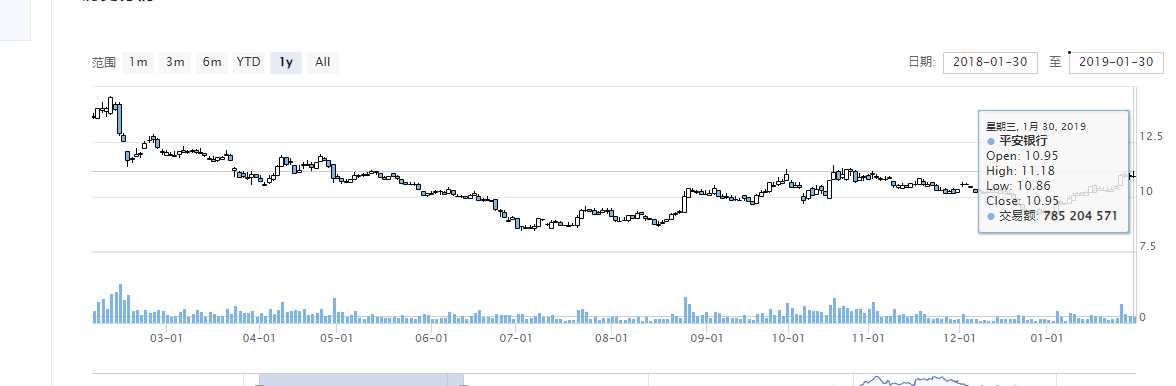 范围 1m 3m 6m YTD 1y All 日期: 2018-01-30 至 2019-01-30
星期三, 1月 30, 2019
平安银行
Open: 10.95
High: 11.18
Low: 10.86
Close: 10.95
交易额: 785 204 571
12.5
10
7.5
0
03-01 04-01 05-01 06-01 07-01 08-01 09-01 10-01 11-01 12-01 01-01